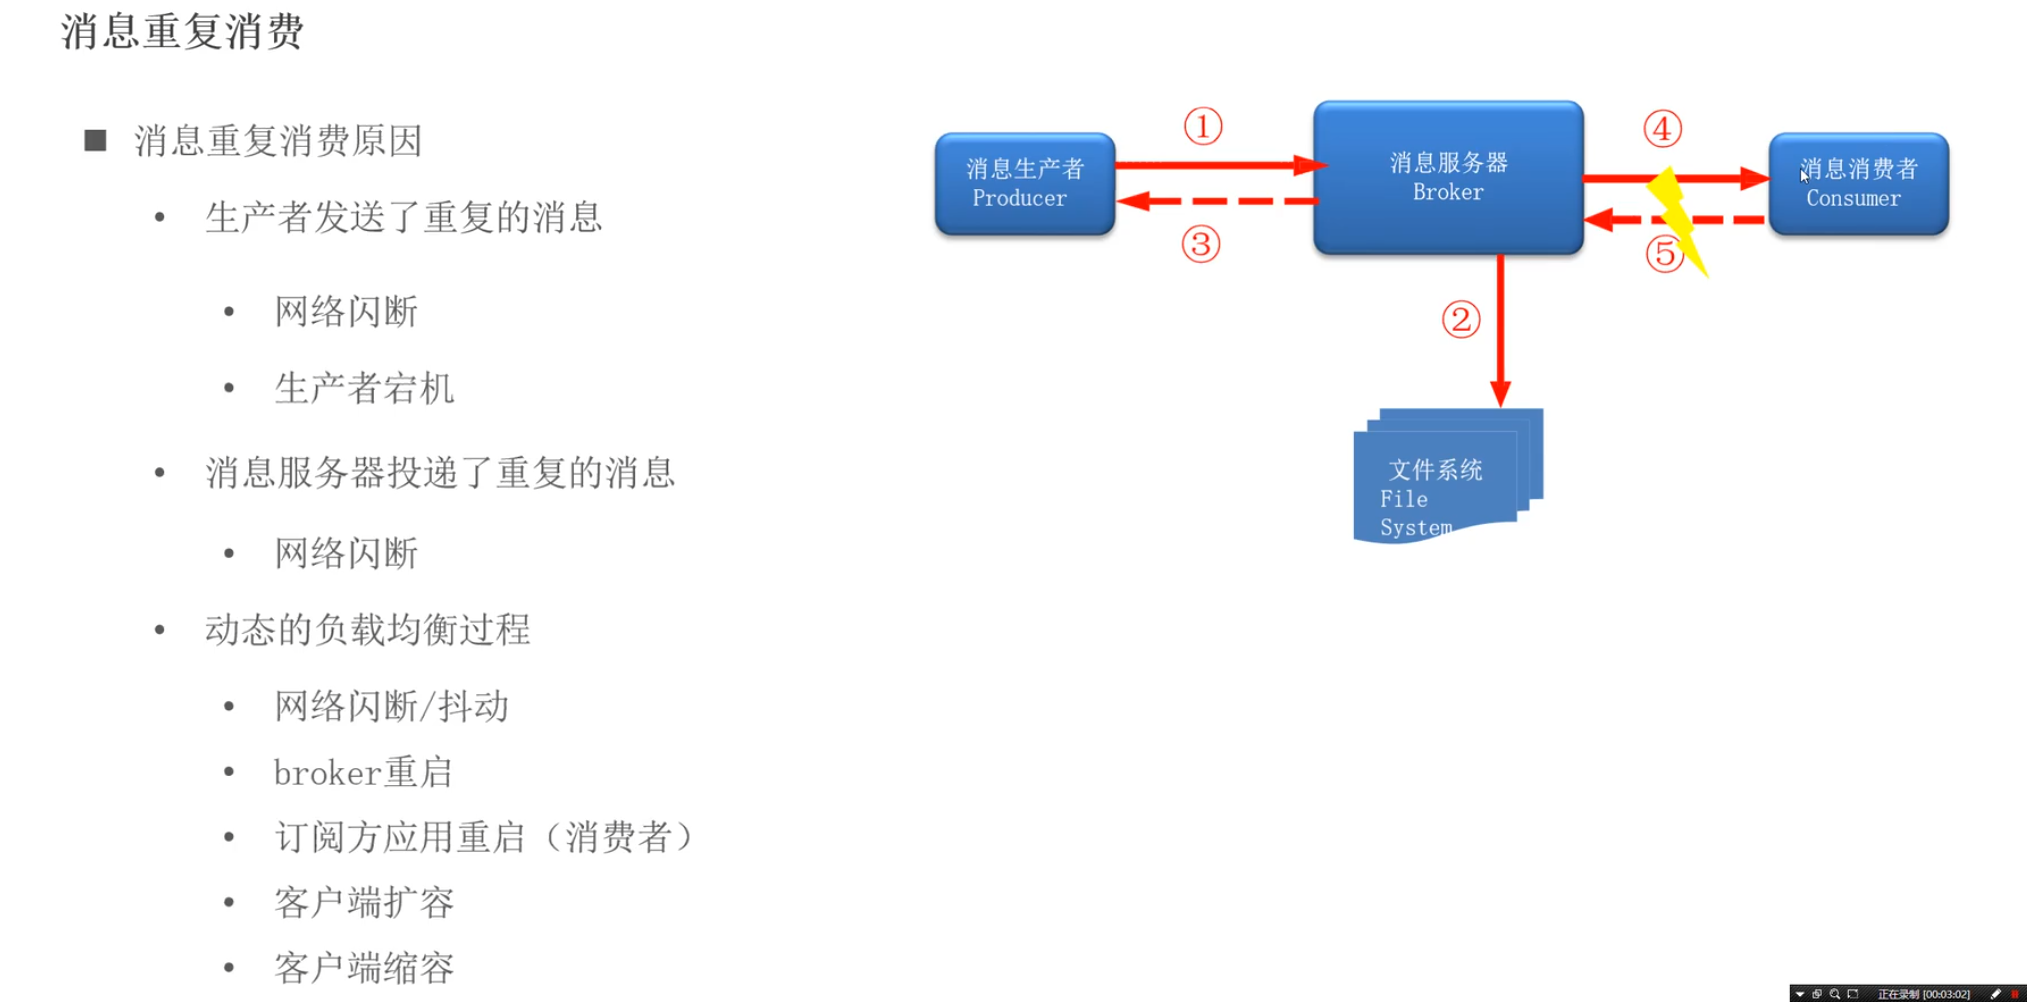 消息重复消费
■ 消息重复消费原因
• 生产者发送了重复的消息
• 网络闪断
• 生产者宕机
• 消息服务器投递了重复的消息
• 网络闪断
• 动态的负载均衡过程
• 网络闪断/抖动
• broker重启
• 订阅方应用重启（消费者）
• 客户端扩容
• 客户端缩容
①
④
消息生产者
Producer
消息服务器
Broker
消息消费者
Consumer
③
⑤
②
文件系统
File
System
正在录制 [00:03:02]